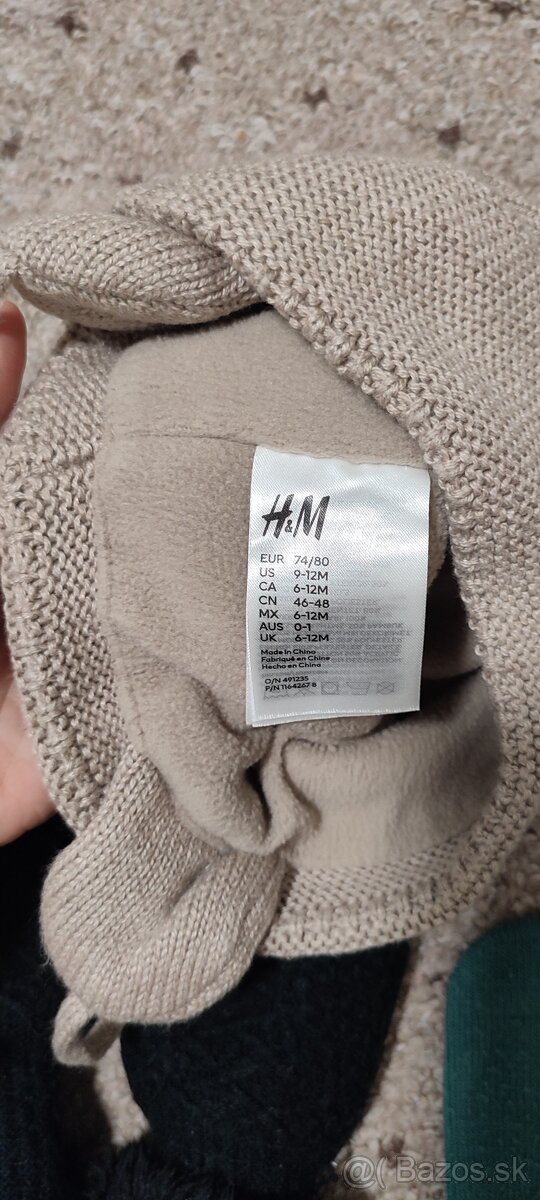 H&M
EUR 74/80
US 9-12M
CA 6-12M
CN 46-48
MX 6-12M
AUS 0-1
UK 6-12M
Made in China
Fabriqué en Chine
Hecho en China
O/N 491235
P/N 1164267 8
@( Bazos.sk